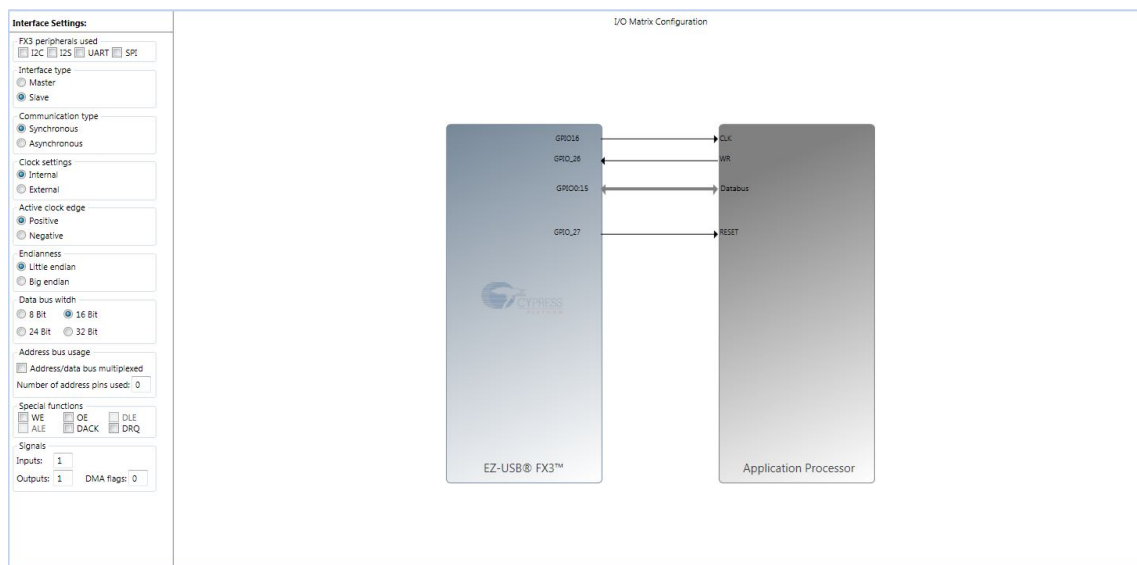 Interface Settings:
I/O Matrix Configuration
FX3 peripherals used
I2C I2S UART SPI
Interface type
Master
Slave
Communication type
Synchronous
Asynchronous
Clock settings
Internal
External
Active clock edge
Positive
Negative
Endianness
Little endian
Big endian
Data bus witdh
8 Bit 16 Bit
24 Bit 32 Bit
Address bus usage
Address/data bus multiplexed
Number of address pins used: 0
Special functions
WE OE DLE
ALE DACK DRQ
Signals
Inputs: 1
Outputs: 1 DMA flags: 0
GPIO16 CLK
GPIO_26 WR
GPIO0:15 Databus
GPIO_27 RESET
CYPRESS
PERFORM
EZ-USB® FX3™
Application Processor